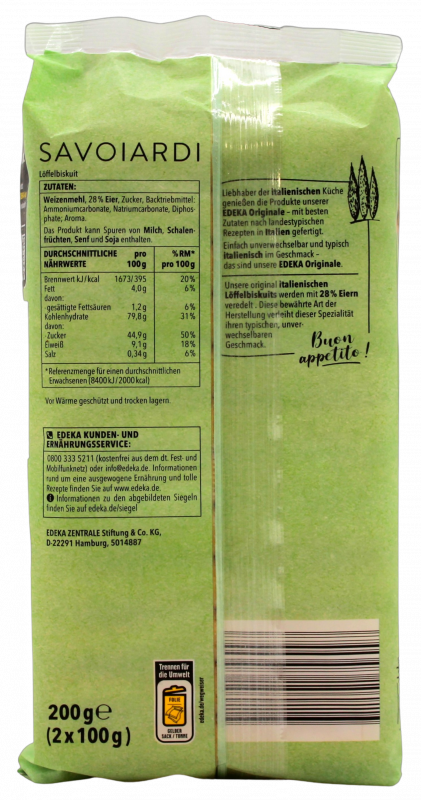 SAVOIARDI
Löffelbiskuit
ZUTATEN:
Weizenmehl, 28% Eier, Zucker, Backtriebmittel:
Ammoniumcarbonate, Natriumcarbonate, Diphos-
phate, Aroma.
Das Produkt kann Spuren von Milch, Schalen-
früchten, Senf und Soja enthalten.
DURCHSCHNITTLICHE pro %RM*
NÄHRWERTE 100g pro 100g
Brennwert kJ/kcal 1673/395 20%
Fett 4,0g 6%
davon:
-gesättigte Fettsäuren 1,2g 6%
Kohlenhydrate 79,8g 31%
davon:
-Zucker 44,9g 50%
Eiweiß 9,1g 18%
Salz 0,34g 6%
*Referenzmenge für einen durchschnittlichen
Erwachsenen (8400kJ/2000kcal)
Vor Wärme geschützt und trocken lagern.
EDEKA KUNDEN- UND
ERNÄHRUNGSSERVICE:
0800 333 5211 (kostenfrei aus dem dt. Fest- und
Mobilfunknetz) oder info@edeka.de. Informationen
rund um eine ausgewogene Ernährung und tolle
Rezepte finden Sie auf www.edeka.de.
Informationen zu den abgebildeten Siegeln
finden Sie auf edeka.de/siegel
EDEKA ZENTRALE Stiftung & Co. KG,
D-22291 Hamburg, 5014887
200g℮
(2x100g)
Trennen für
die Umwelt
FOLIE
GELBER
SACK / TONNE
edeka.de/wegweiser
Liebhaber der italienischen Küche
genießen die Produkte unserer
EDEKA Originale – mit besten
Zutaten nach landestypischen
Rezepten in Italien gefertigt.
Einfach unverwechselbar und typisch
italienisch im Geschmack –
das sind unsere EDEKA Originale.
Unsere original italienischen
Löffelbiskuits werden mit 28% Eiern
veredelt. Diese bewährte Art der
Herstellung verleiht dieser Spezialität
ihren typischen, unver-
wechselbaren
Geschmack.
Buon
appetito!